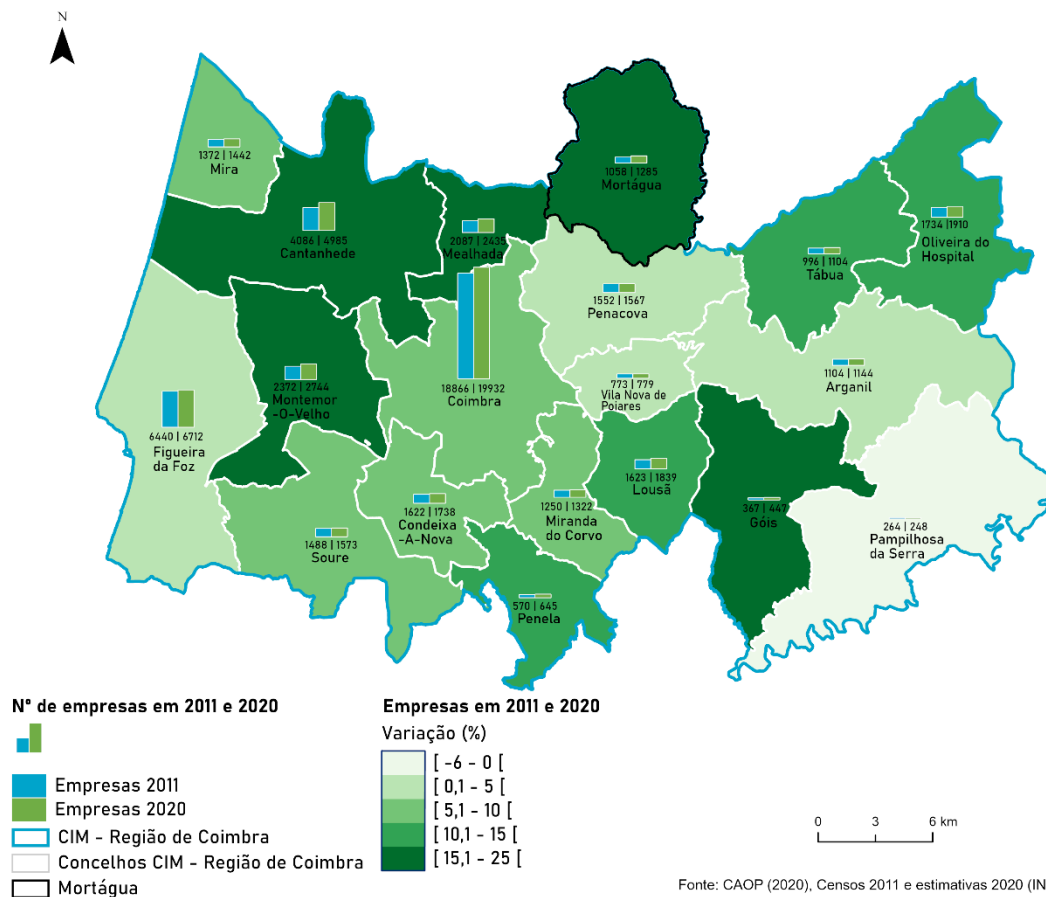 N
1372 | 1442
Mira
4086 | 4985
Cantanhede
2087 | 2435
Mealhada
1058 | 1285
Mortágua
1734 | 1910
Oliveira do
Hospital
996 | 1104
Tábua
1552 | 1567
Penacova
18866 | 19932
Coimbra
2372 | 2744
Montemor
-O-Velho
773 | 779
Vila Nova de
Poiares
1104 | 1144
Arganil
6440 | 6712
Figueira
da Foz
1623 | 1839
Lousã
1622 | 1738
Condeixa
-A-Nova
1250 | 1322
Miranda
do Corvo
367 | 447
Góis
264 | 248
Pampilhosa
da Serra
1488 | 1573
Soure
570 | 645
Penela
Nº de empresas em 2011 e 2020
Empresas 2011
Empresas 2020
CIM - Região de Coimbra
Concelhos CIM - Região de Coimbra
Mortágua
Empresas em 2011 e 2020
Variação (%)
[ -6 - 0 [
[ 0,1 - 5 [
[ 5,1 - 10 [
[ 10,1 - 15 [
[ 15,1 - 25 [
0 3 6 km
Fonte: CAOP (2020), Censos 2011 e estimativas 2020 (IN